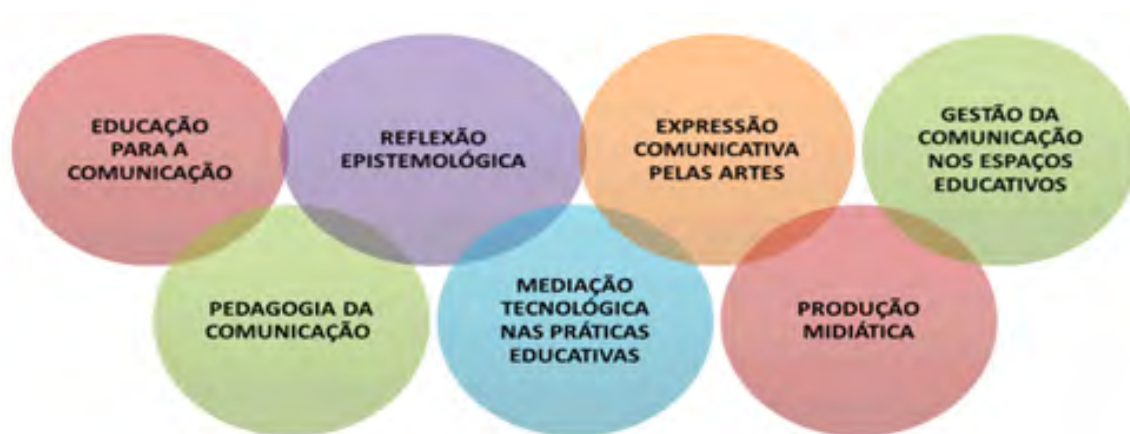 EDUCAÇÃO
PARA A
COMUNICAÇÃO
REFLEXÃO
EPISTEMOLÓGICA
EXPRESSÃO
COMUNICATIVA
PELAS ARTES
GESTÃO DA
COMUNICAÇÃO
NOS ESPAÇOS
EDUCATIVOS
PEDAGOGIA DA
COMUNICAÇÃO
MEDIAÇÃO
TECNOLÓGICA
NAS PRÁTICAS
EDUCATIVAS
PRODUÇÃO
MIDIÁTICA